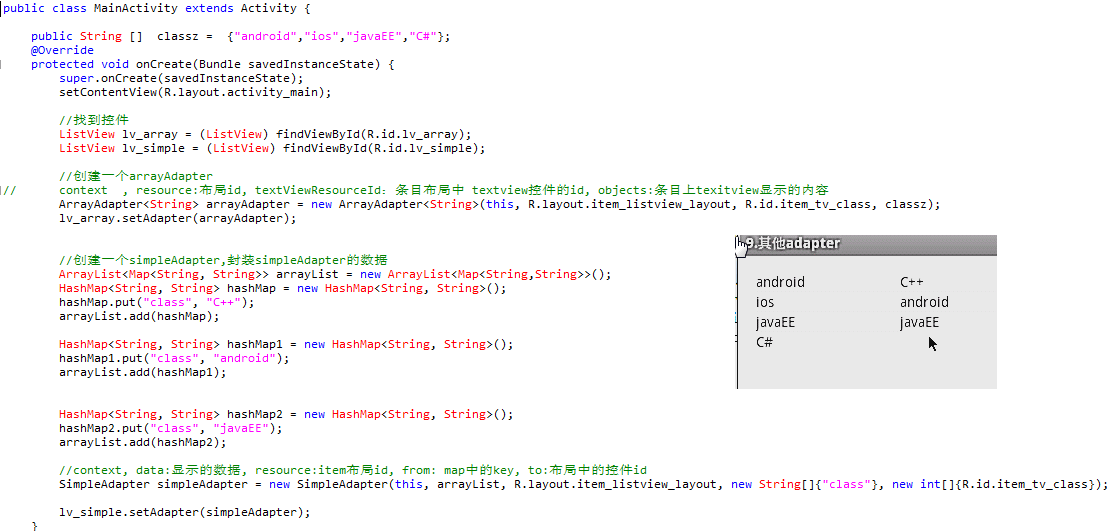 public class MainActivity extends Activity {
public String [] classz = {"android","ios","javaEE","C#"};
@Override
protected void onCreate(Bundle savedInstanceState) {
super.onCreate(savedInstanceState);
setContentView(R.layout.activity_main);
//找到控件
ListView lv_array = (ListView) findViewById(R.id.lv_array);
ListView lv_simple = (ListView) findViewById(R.id.lv_simple);
//创建一个arrayAdapter
// context , resource:布局id, textViewResourceId: 条目布局中 textview控件的id, objects:条目上texitview显示的内容
ArrayAdapter<String> arrayAdapter = new ArrayAdapter<String>(this, R.layout.item_listview_layout, R.id.item_tv_class, classz);
lv_array.setAdapter(arrayAdapter);
//创建一个simpleAdapter,封装simpleAdapter的数据
ArrayList<Map<String, String>> arrayList = new ArrayList<Map<String,String>>();
HashMap<String, String> hashMap = new HashMap<String, String>();
hashMap.put("class", "C++");
arrayList.add(hashMap);
HashMap<String, String> hashMap1 = new HashMap<String, String>();
hashMap1.put("class", "android");
arrayList.add(hashMap1);
HashMap<String, String> hashMap2 = new HashMap<String, String>();
hashMap2.put("class", "javaEE");
arrayList.add(hashMap2);
//context, data:显示的数据, resource:item布局id, from: map中的key, to:布局中的控件id
SimpleAdapter simpleAdapter = new SimpleAdapter(this, arrayList, R.layout.item_listview_layout, new String[]{"class"}, new int[]{R.id.item_tv_class});
lv_simple.setAdapter(simpleAdapter);
}
9.其他adapter
android C++
ios android
javaEE javaEE
C#